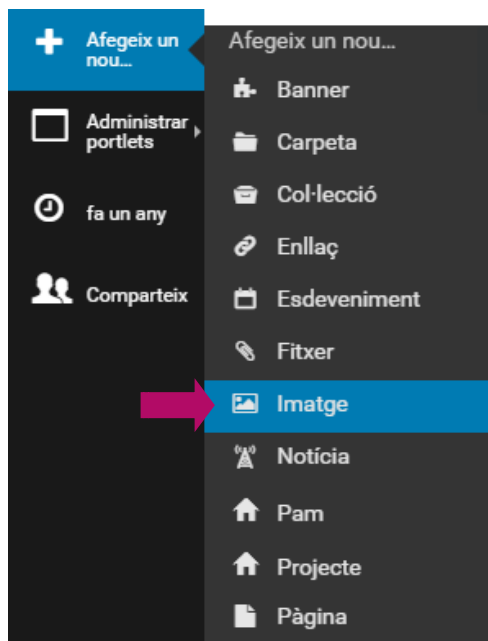 Afegeix un
nou...
Administrar
portlets
fa un any
Comparteix
Afegeix un nou...
Banner
Carpeta
Col·lecció
Enllaç
Esdeveniment
Fitxer
Imatge
Notícia
Pam
Projecte
Pàgina